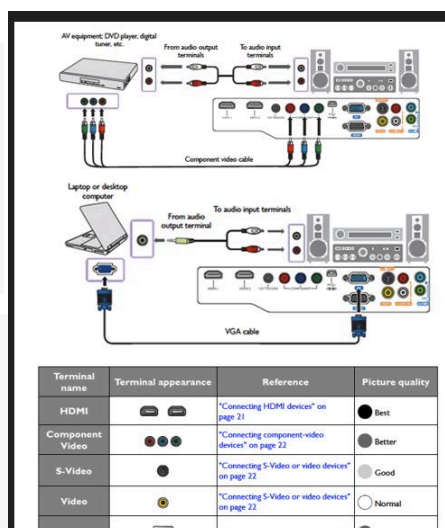 AV equipment: DVD player, digital
tuner, etc.
From audio output
terminals
To audio input
terminals
Component video cable
Laptop or desktop
computer
From audio
output terminal
To audio input terminals
VGA cable
Terminal
name
Terminal appearance
Reference
Picture quality
HDMI
"Connecting HDMI devices" on
page 21
Best
Component
Video
"Connecting component-video
devices" on page 22
Better
S-Video
"Connecting S-Video or video devices"
on page 22
Good
Video
"Connecting S-Video or video devices"
on page 22
Normal